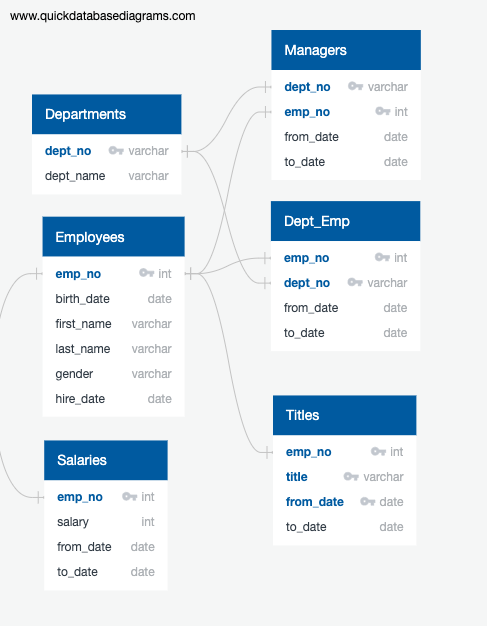 www.quickdatabasediagrams.com
Managers
dept_no varchar
emp_no int
from_date date
to_date date
Departments
dept_no varchar
dept_name varchar
Dept_Emp
emp_no int
dept_no varchar
from_date date
to_date date
Employees
emp_no int
birth_date date
first_name varchar
last_name varchar
gender varchar
hire_date date
Titles
emp_no int
title varchar
from_date date
to_date date
Salaries
emp_no int
salary int
from_date date
to_date date